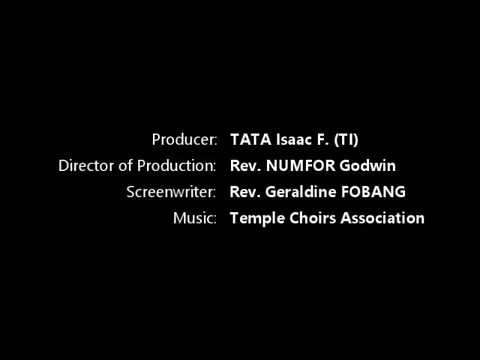 Producer: TATA Isaac F. (TI)
Director of Production: Rev. NUMFOR Godwin
Screenwriter: Rev. Geraldine FOBANG
Music: Temple Choirs Association